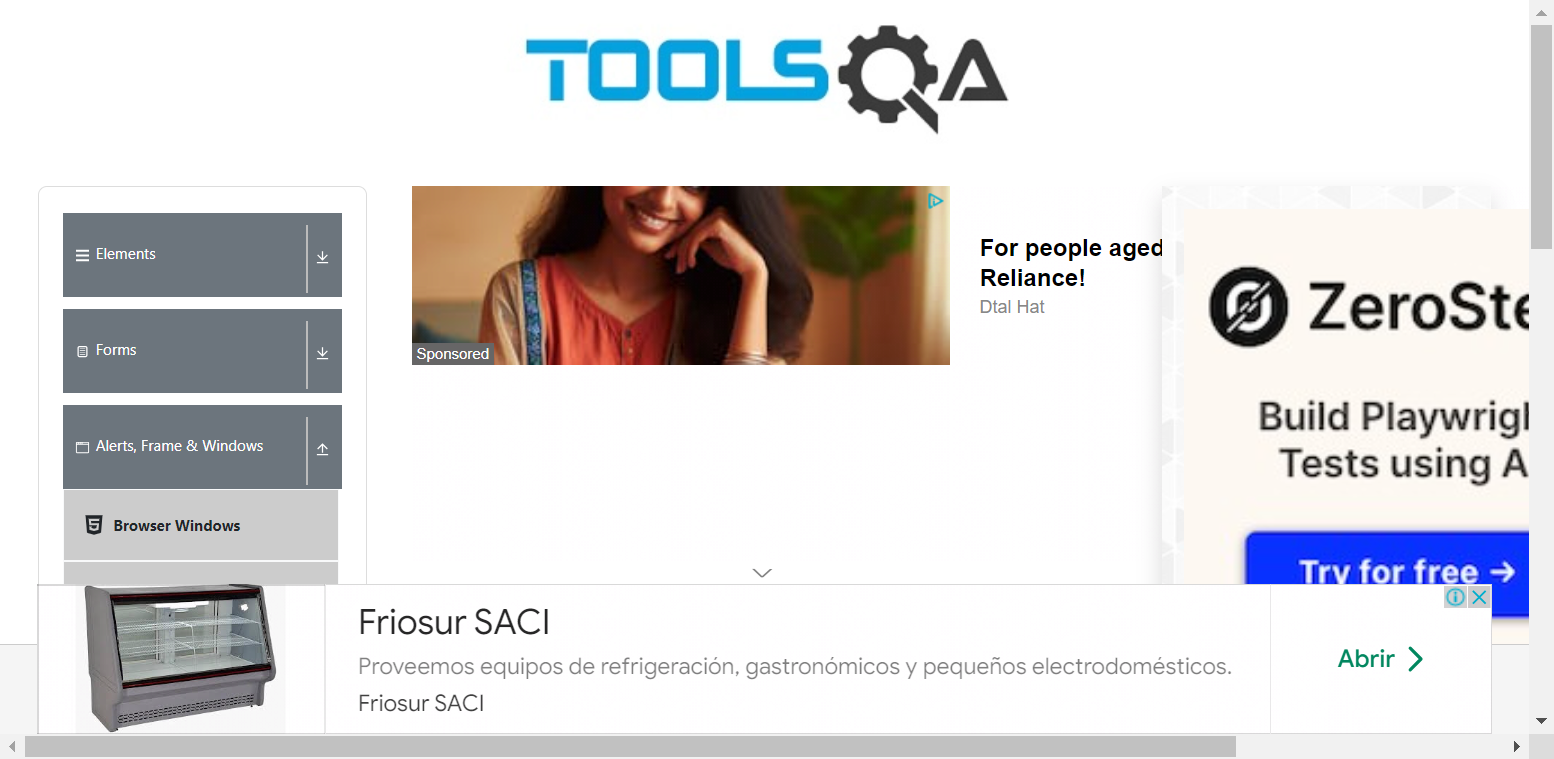 TOOLSQA
Elements
Forms
Alerts, Frame & Windows
Browser Windows
Sponsored
For people aged
Reliance!
Dtal Hat
ZeroSte
Build Playwrigh
Tests using A
Try for free →
Friosur SACI
Proveemos equipos de refrigeración, gastronómicos y pequeños electrodomésticos.
Friosur SACI
Abrir